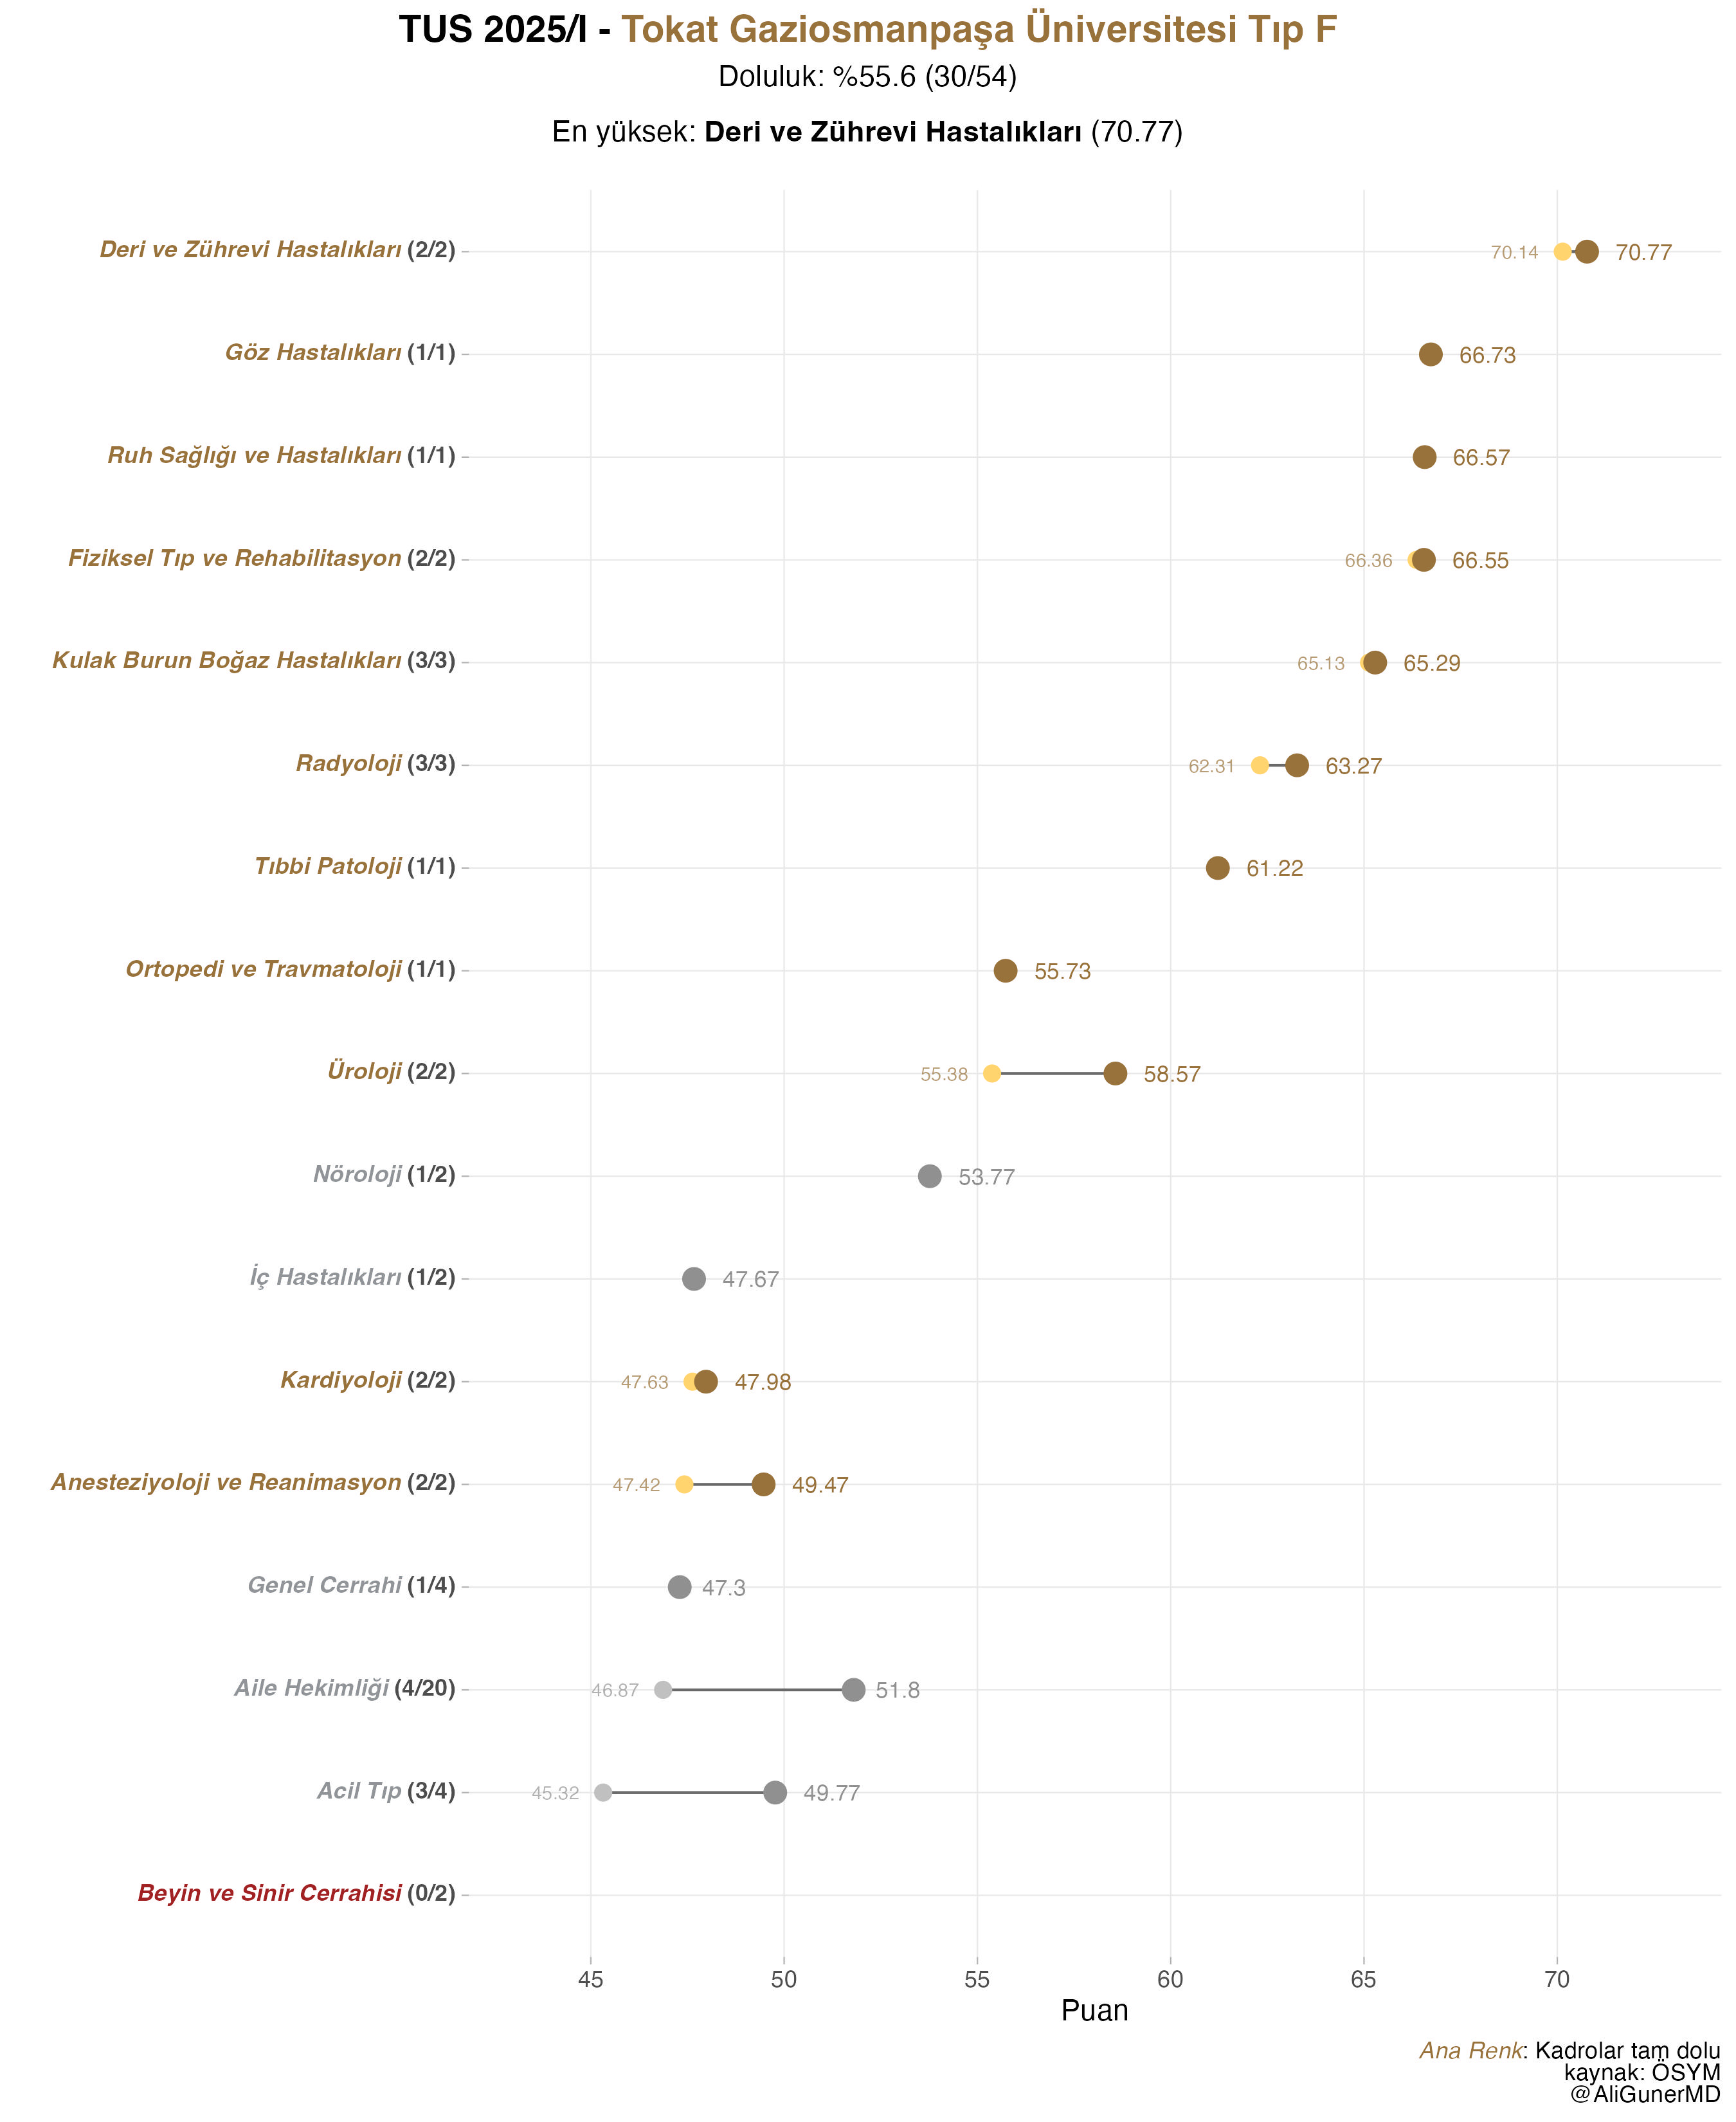 TUS 2025/I - Tokat Gaziosmanpaşa Üniversitesi Tıp F
Doluluk: %55.6 (30/54)
En yüksek: Deri ve Zührevi Hastalıkları (70.77)
Deri ve Zührevi Hastalıkları (2/2) 70.14 70.77
Göz Hastalıkları (1/1) 66.73
Ruh Sağlığı ve Hastalıkları (1/1) 66.57
Fiziksel Tıp ve Rehabilitasyon (2/2) 66.36 66.55
Kulak Burun Boğaz Hastalıkları (3/3) 65.13 65.29
Radyoloji (3/3) 62.31 63.27
Tıbbi Patoloji (1/1) 61.22
Ortopedi ve Travmatoloji (1/1) 55.73
Üroloji (2/2) 55.38 58.57
Nöroloji (1/2) 53.77
İç Hastalıkları (1/2) 47.67
Kardiyoloji (2/2) 47.63 47.98
Anesteziyoloji ve Reanimasyon (2/2) 47.42 49.47
Genel Cerrahi (1/4) 47.3
Aile Hekimliği (4/20) 46.87 51.8
Acil Tıp (3/4) 45.32 49.77
Beyin ve Sinir Cerrahisi (0/2)
45 50 55 60 65 70
Puan
Ana Renk: Kadrolar tam dolu
kaynak: ÖSYM
@AliGunerMD